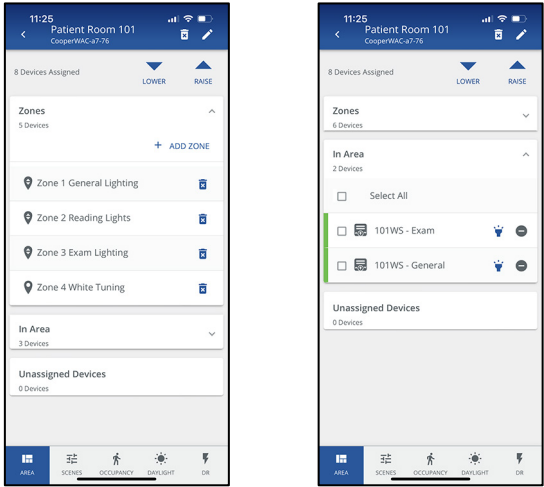 11:25
Patient Room 101
CooperWAC-a7-76
8 Devices Assigned
LOWER
RAISE
Zones
5 Devices
+ ADD ZONE
Zone 1 General Lighting
Zone 2 Reading Lights
Zone 3 Exam Lighting
Zone 4 White Tuning
In Area
3 Devices
Unassigned Devices
0 Devices
AREA
SCENES
OCCUPANCY
DAYLIGHT
DR
11:25
Patient Room 101
CooperWAC-a7-76
8 Devices Assigned
LOWER
RAISE
Zones
6 Devices
In Area
2 Devices
Select All
101WS - Exam
101WS - General
Unassigned Devices
0 Devices
AREA
SCENES
OCCUPANCY
DAYLIGHT
DR